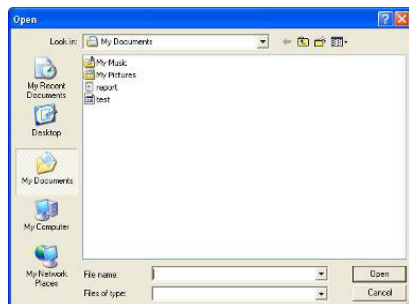 Open
Look in:
My Documents
My Recent
Documents
Desktop
My Documents
My Computer
My Network
Places
My Music
My Pictures
report
test
File name:
Open
Files of type:
Cancel